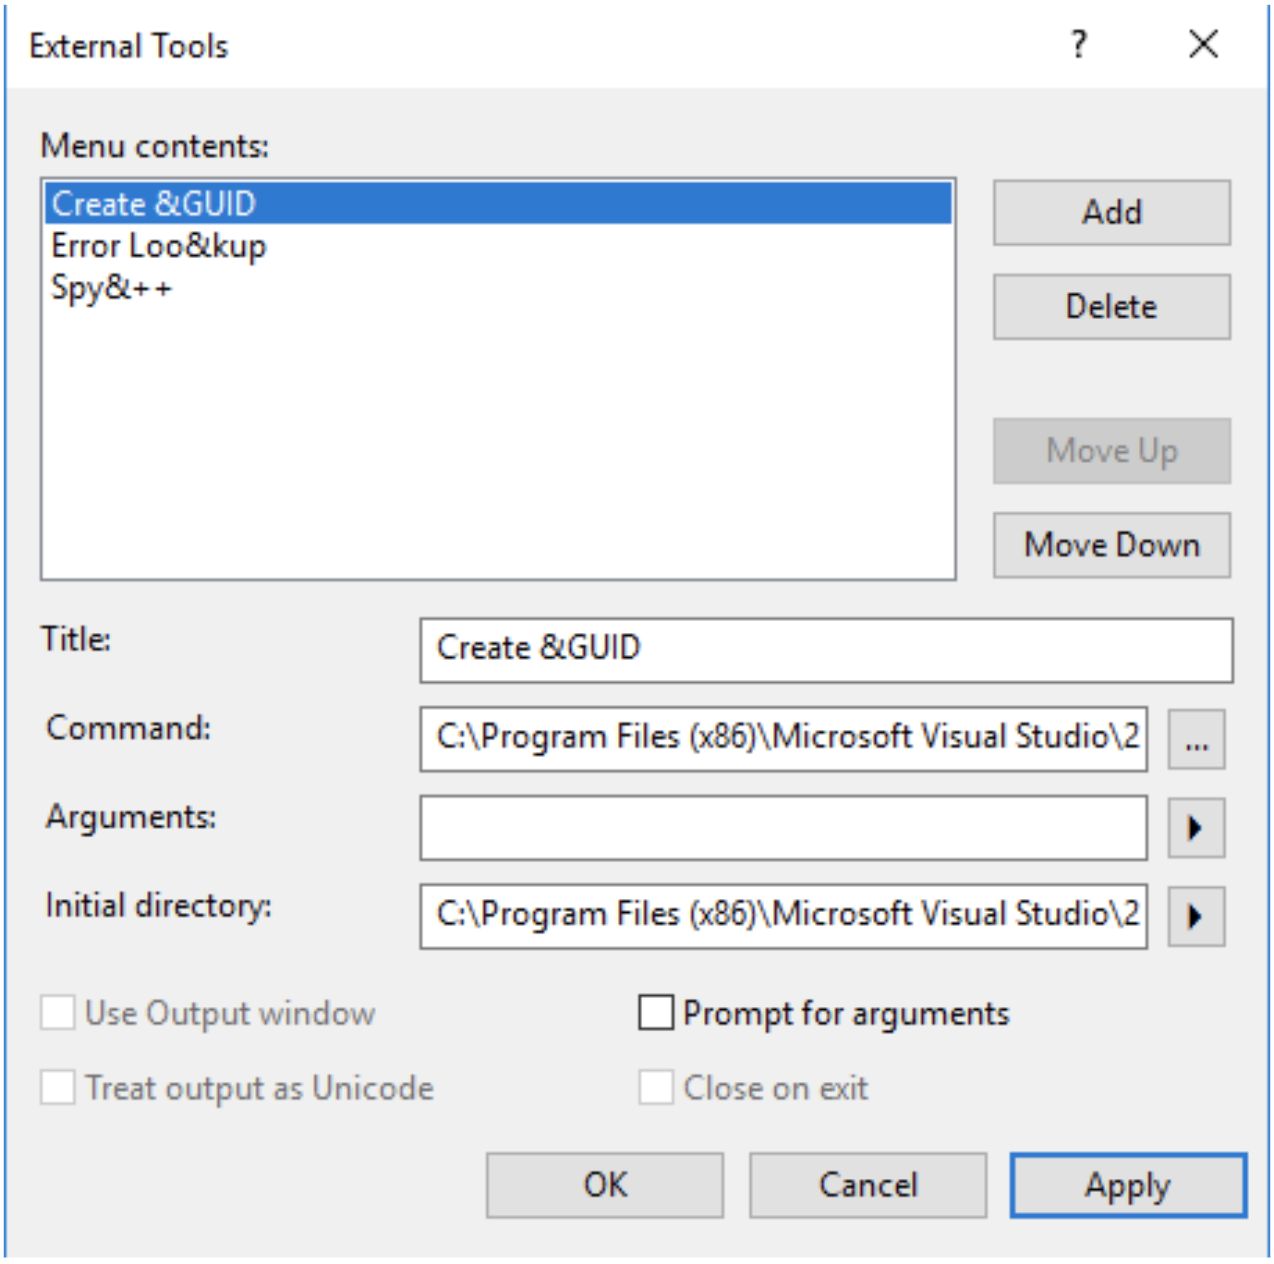 External Tools
?
Menu contents:
Create &GUID
Error Loo&kup
Spy&++
Add
Delete
Move Up
Move Down
Title:
Create &GUID
Command:
C:\Program Files (x86)\Microsoft Visual Studio\2
...
Arguments:
Initial directory:
C:\Program Files (x86)\Microsoft Visual Studio\2
Use Output window
Prompt for arguments
Treat output as Unicode
Close on exit
OK
Cancel
Apply